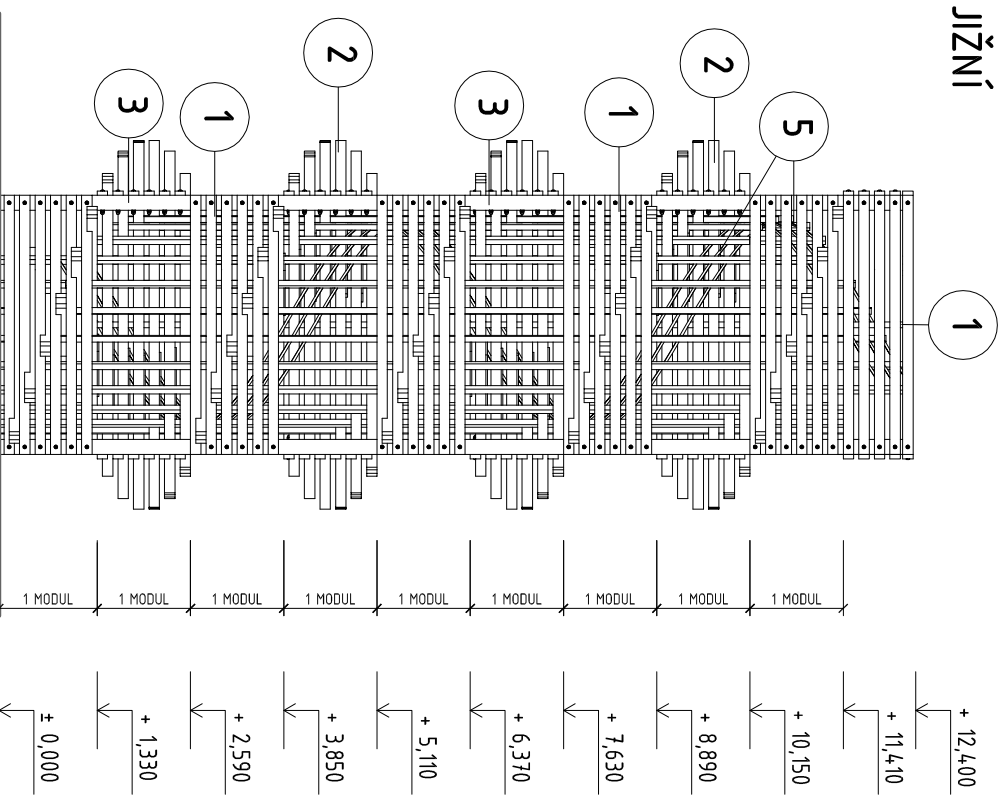 JIŽNÍ
1
5
2
1
3
2
1
3
1 MODUL
1 MODUL
1 MODUL
1 MODUL
1 MODUL
1 MODUL
1 MODUL
1 MODUL
1 MODUL
+ 12,400
+ 11,410
+ 10,150
+ 8,890
+ 7,630
+ 6,370
+ 5,110
+ 3,850
+ 2,590
+ 1,330
± 0,000